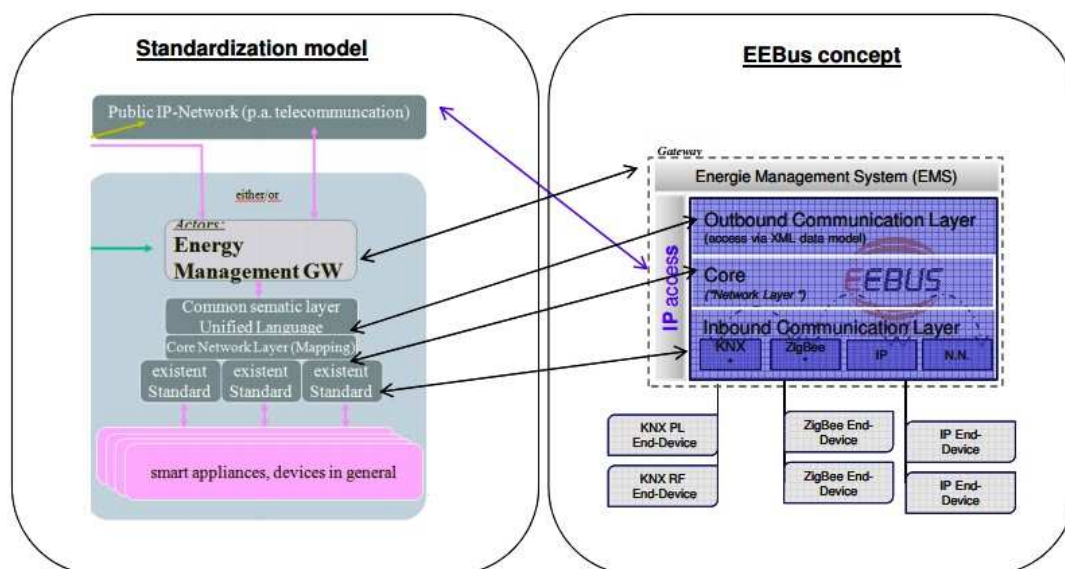 Standardization model
Public IP-Network (p.a. telecommuncation)
either/or
Actors:
Energy
Management GW
Common sematic layer
Unified Language
Core Network Layer (Mapping)
existent
Standard
existent
Standard
existent
Standard
smart appliances, devices in general
EEBus concept
Gateway
Energie Management System (EMS)
IP access
Outbound Communication Layer
(access via XML data model)
Core
("Network Layer ")
EEBUS
Inbound Communication Layer
KNX
*
ZigBee
*
IP
N.N.
KNX PL
End-Device
KNX RF
End-Device
ZigBee End-
Device
ZigBee End-
Device
IP End-
Device
IP End-
Device